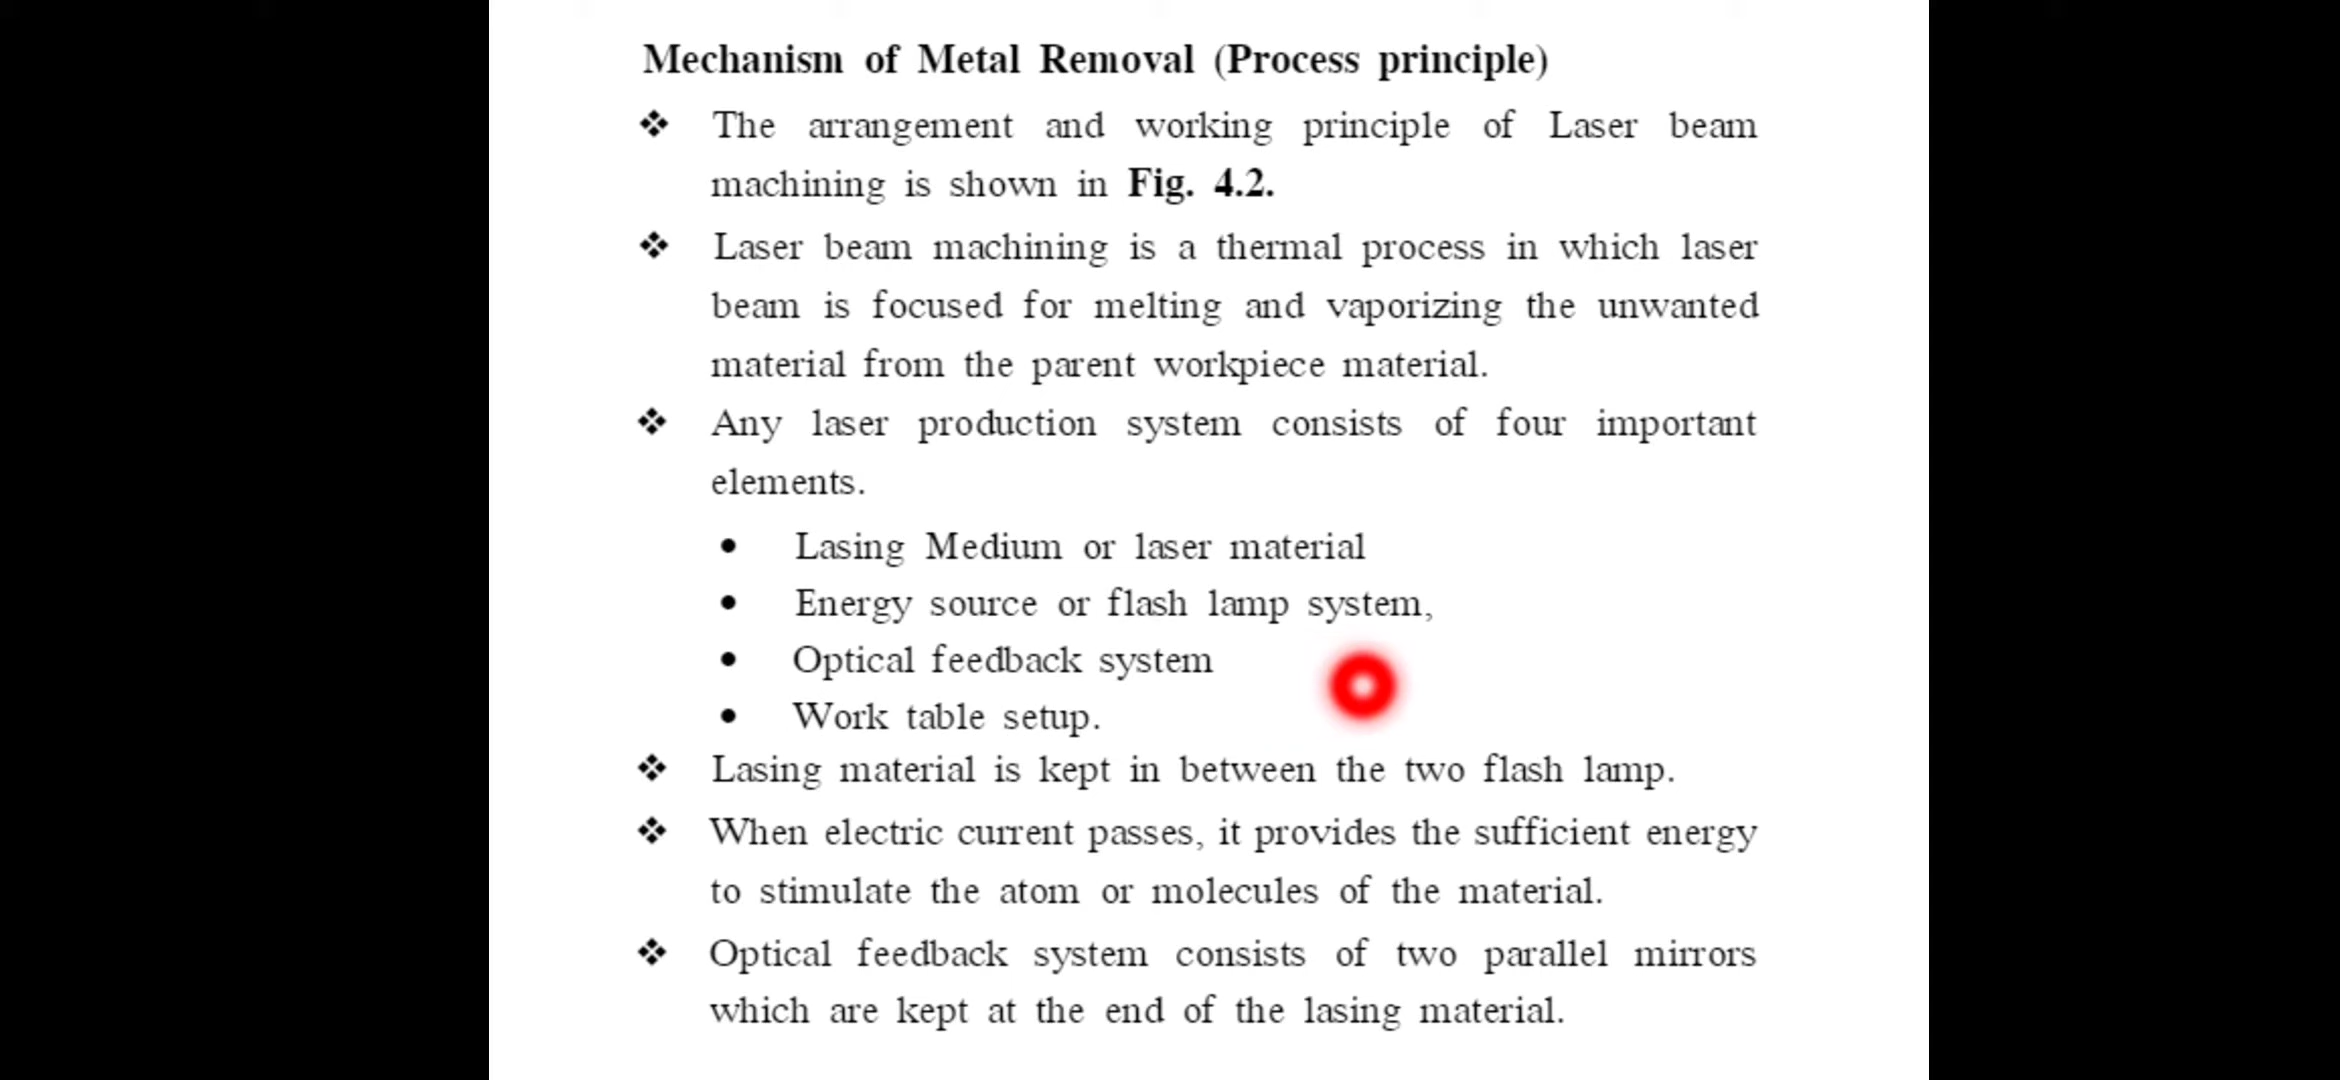 Mechanism of Metal Removal (Process principle)
❖ The arrangement and working principle of Laser beam
machining is shown in Fig. 4.2.
❖ Laser beam machining is a thermal process in which laser
beam is focused for melting and vaporizing the unwanted
material from the parent workpiece material.
❖ Any laser production system consists of four important
elements.
• Lasing Medium or laser material
• Energy source or flash lamp system,
• Optical feedback system
• Work table setup.
❖ Lasing material is kept in between the two flash lamp.
❖ When electric current passes, it provides the sufficient energy
to stimulate the atom or molecules of the material.
❖ Optical feedback system consists of two parallel mirrors
which are kept at the end of the lasing material.